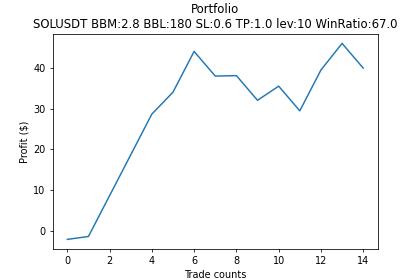 Portfolio
SOLUSDT BBM:2.8 BBL:180 SL:0.6 TP:1.0 lev:10 WinRatio:67.0
40
30
20
10
0
Profit ($)
0 2 4 6 8 10 12 14
Trade counts